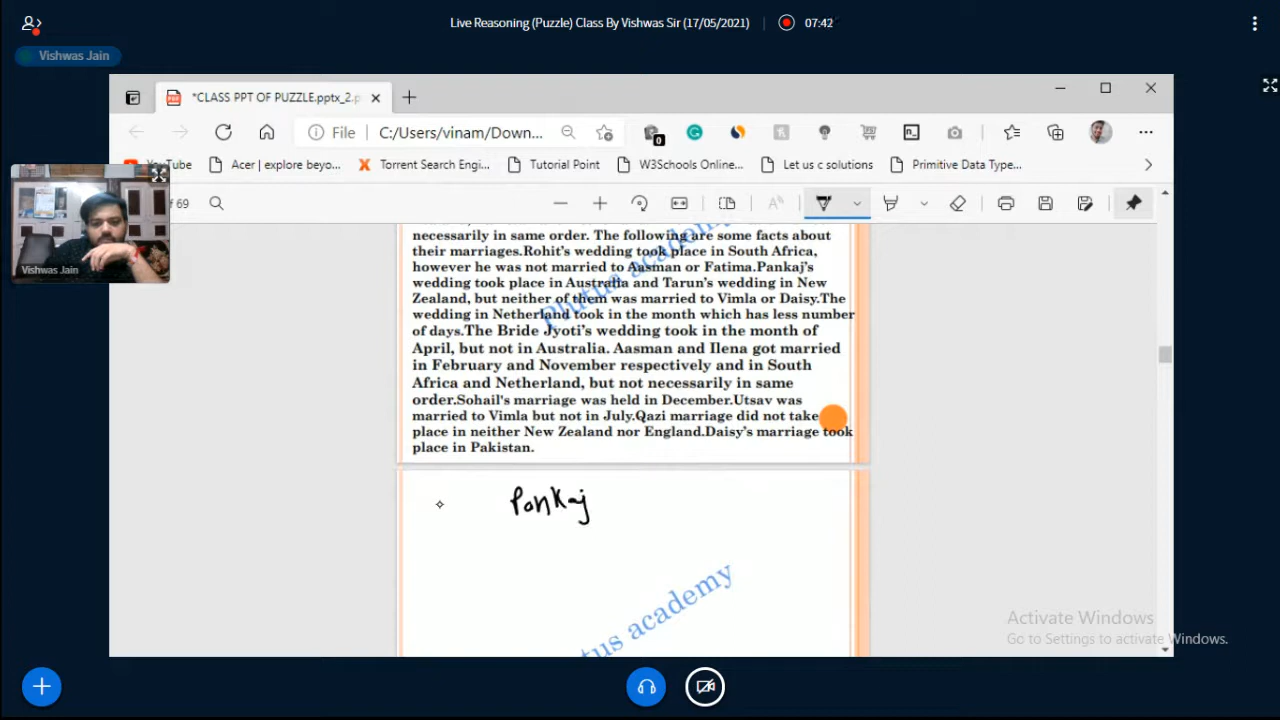 Live Reasoning (Puzzle) Class By Vishwas Sir (17/05/2021) 07:42
Vishwas Jain
*CLASS PPT OF PUZZLE.pptx_2.p
File C:/Users/vinam/Down...
0
YouTube Acer | explore beyo... Torrent Search Engi... Tutorial Point W3Schools Online... Let us c solutions Primitive Data Type...
of 69
Vishwas Jain
necessarily in same order. The following are some facts about
their marriages.Rohit's wedding took place in South Africa,
however he was not married to Aasman or Fatima.Pankaj's
wedding took place in Australia and Tarun's wedding in New
Zealand, but neither of them was married to Vimla or Daisy.The
wedding in Netherland took in the month which has less number
of days.The Bride Jyoti's wedding took in the month of
April, but not in Australia. Aasman and Ilena got married
in February and November respectively and in South
Africa and Netherland, but not necessarily in same
order.Sohail's marriage was held in December.Utsav was
married to Vimla but not in July.Qazi marriage did not take
place in neither New Zealand nor England.Daisy's marriage took
place in Pakistan.
Plutus academy
Pankaj
tus academy
Activate Windows
Go to Settings to activate Windows.